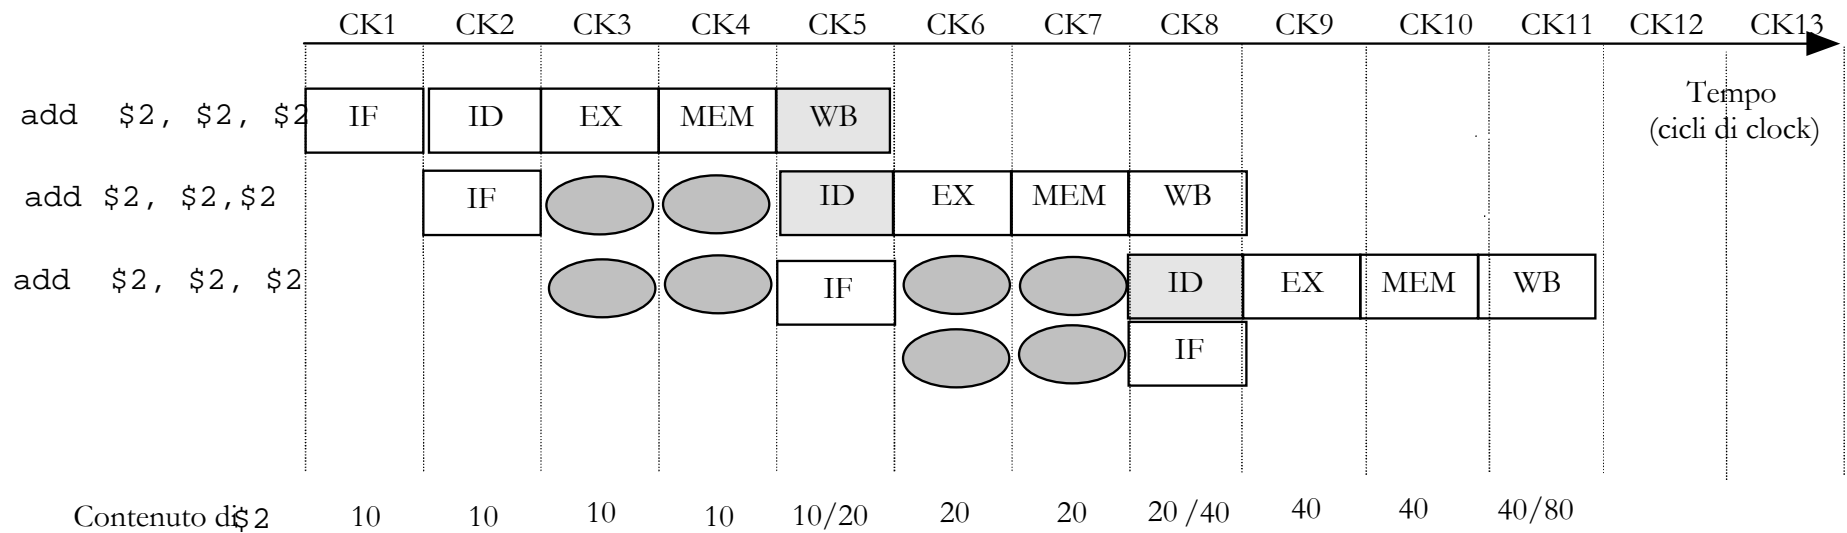 CK1 CK2 CK3 CK4 CK5 CK6 CK7 CK8 CK9 CK10 CK11 CK12 CK13
Tempo
(cicli di clock)
add $2, $2, $2 IF ID EX MEM WB
add $2, $2,$2 IF ID EX MEM WB
add $2, $2, $2 IF ID EX MEM WB
IF
Contenuto di $2 10 10 10 10 10/20 20 20 20 /40 40 40 40/80